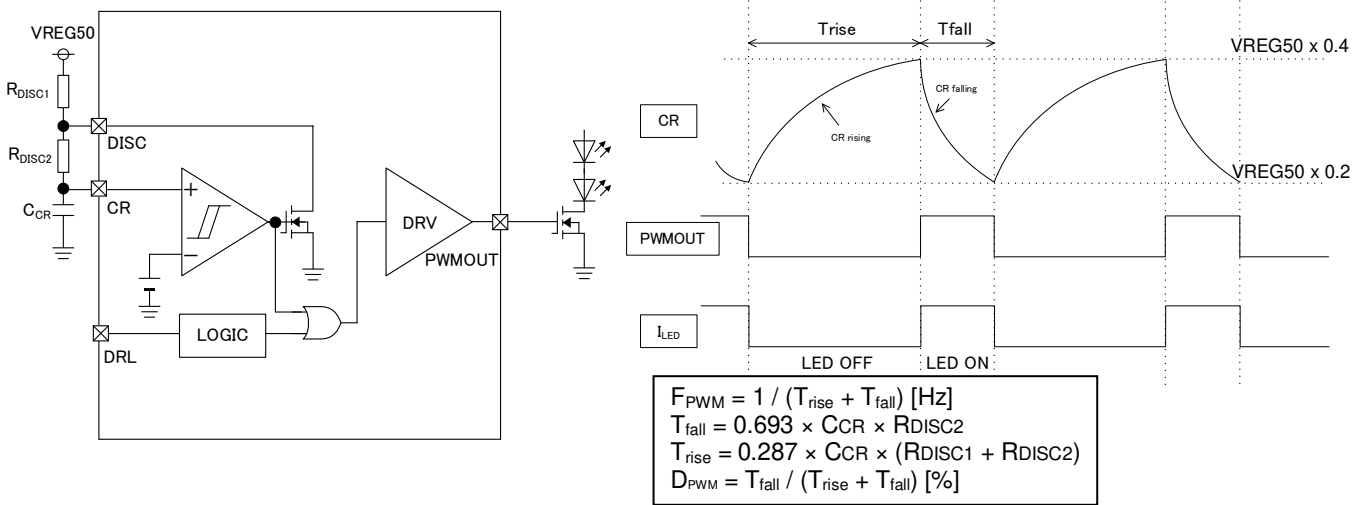 VREG50
RDISC1
DISC
RDISC2
CR
CCR
+
−
DRV
PWMOUT
LOGIC
DRL
Trise
Tfall
VREG50 x 0.4
CR
CR rising
CR falling
VREG50 x 0.2
PWMOUT
ILED
LED OFF
LED ON
FPWM = 1 / (Trise + Tfall) [Hz]
Tfall = 0.693 × CCR × RDISC2
Trise = 0.287 × CCR × (RDISC1 + RDISC2)
DPWM = Tfall / (Trise + Tfall) [%]